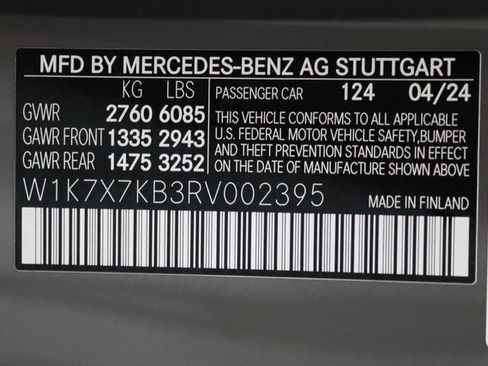 MFD BY MERCEDES-BENZ AG STUTTGART
KG LBS PASSENGER CAR 124 04/24
GVWR 2760 6085
GAWR FRONT 1335 2943
GAWR REAR 1475 3252
THIS VEHICLE CONFORMS TO ALL APPLICABLE
U.S. FEDERAL MOTOR VEHICLE SAFETY, BUMPER
AND THEFT PREVENTION STANDARDS IN EFFECT
ON THE DATE OF MANUFACTURE SHOWN ABOVE
W1K7X7KB3RV002395 MADE IN FINLAND